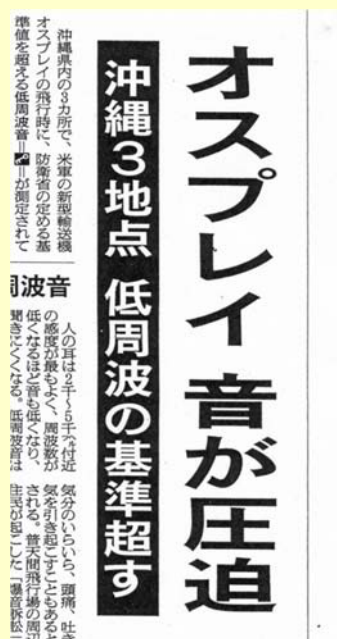 オスプレイ 音が圧迫
沖縄3地点 低周波の基準超す
沖縄県内の3カ所で、米軍の新型輸送機
オスプレイの飛行時に、防衛省の定める基
準値を超える低周波音=
=が測定されて
周波音
人の耳は2千〜5千ヘルツ付近
の感度が最もよく、周波数が
低くなるほど音も低くなり、
聞きにくくなる。低周波音は
気分のいらいら、頭痛、吐き
気を引き起こすこともあると
される。普天間飛行場の周辺
住民が起こした「爆音訴訟